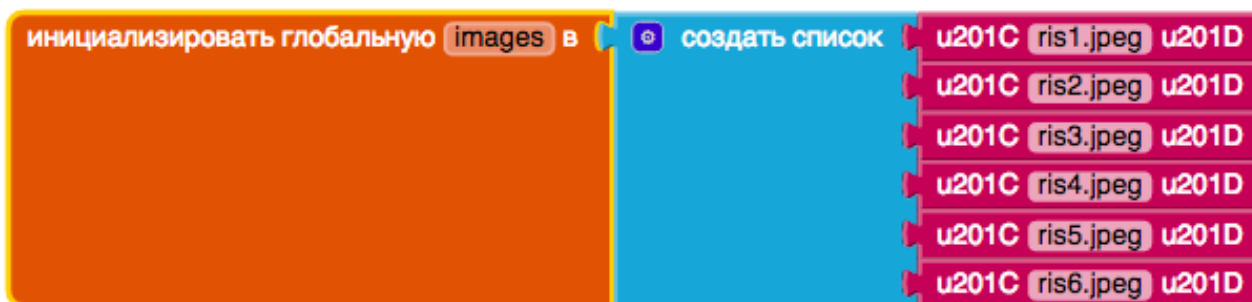 инициализировать глобальную images в создать список u201C ris1.jpeg u201D
u201C ris2.jpeg u201D
u201C ris3.jpeg u201D
u201C ris4.jpeg u201D
u201C ris5.jpeg u201D
u201C ris6.jpeg u201D